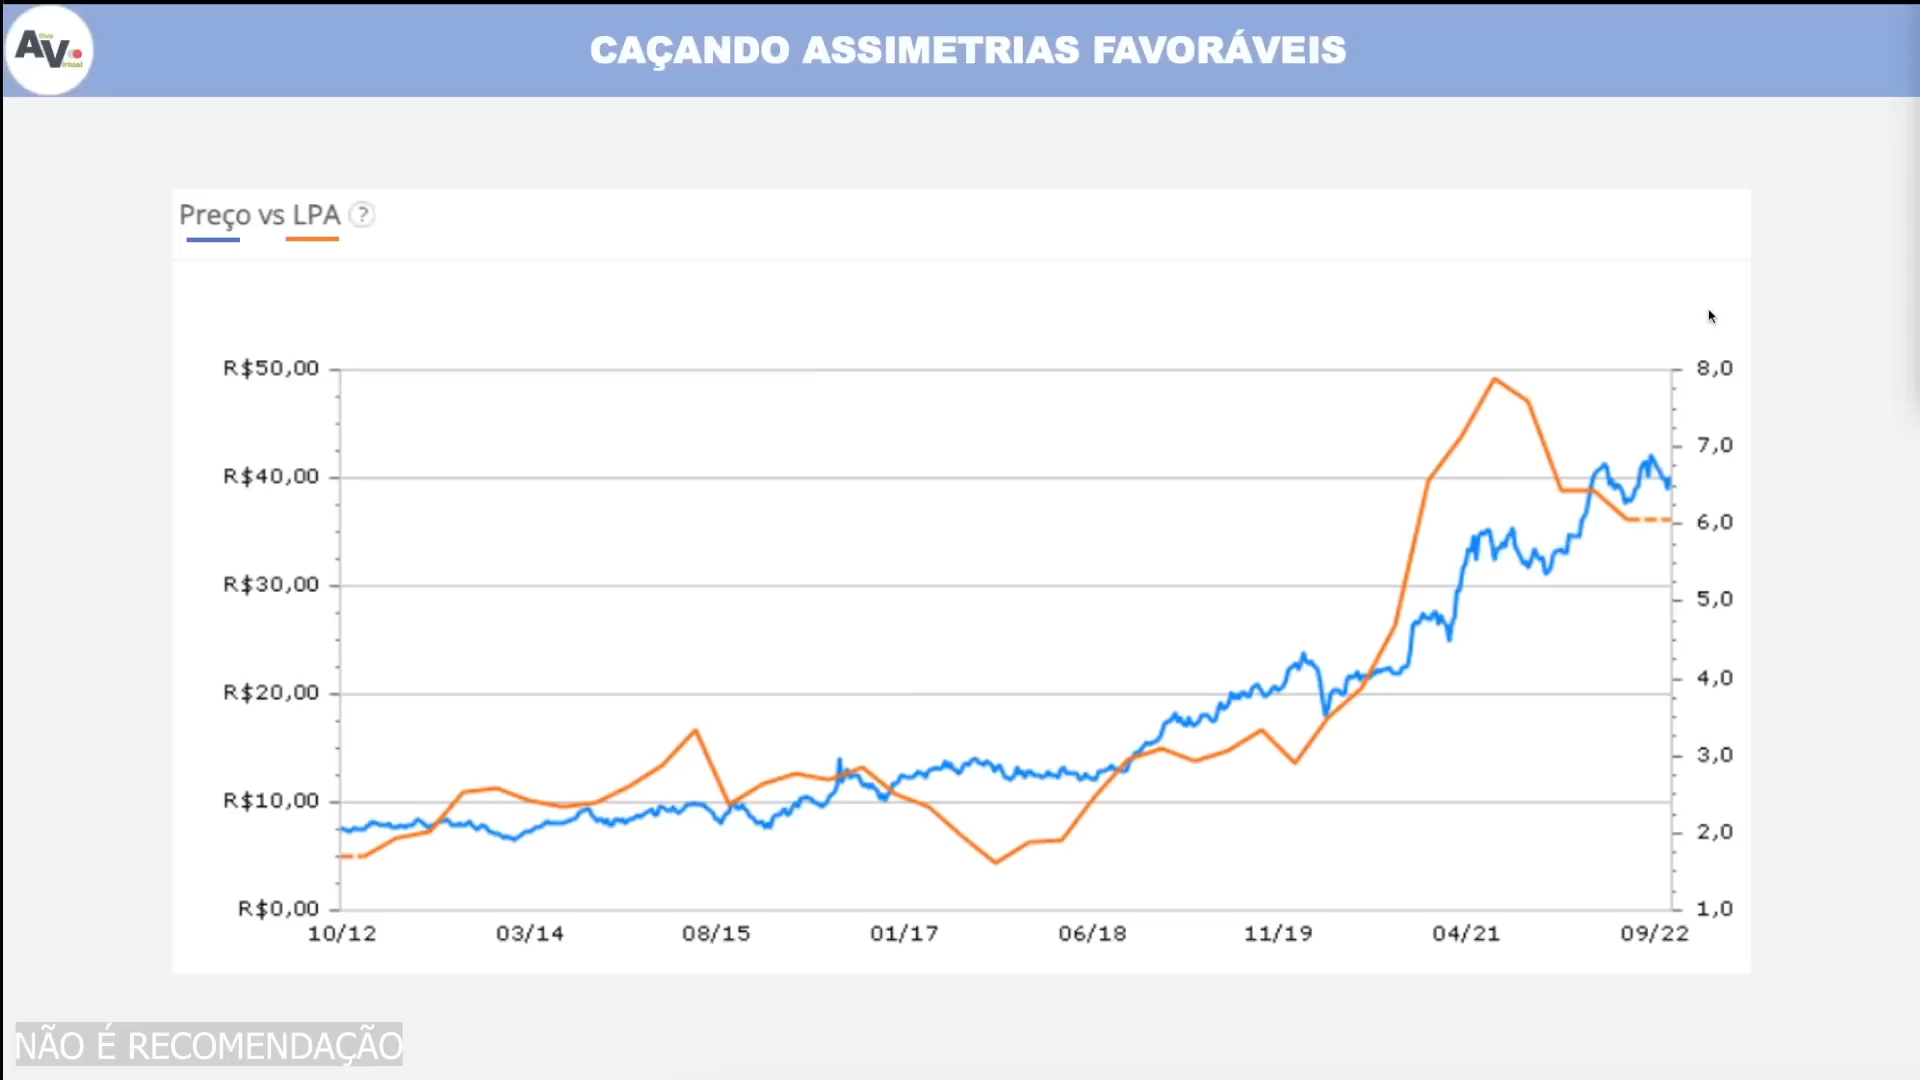 AV.
CAÇANDO ASSIMETRIAS FAVORÁVEIS
Preço vs LPA ?
R$50,00
R$40,00
R$30,00
R$20,00
R$10,00
R$0,00
8,0
7,0
6,0
5,0
4,0
3,0
2,0
1,0
10/12 03/14 08/15 01/17 06/18 11/19 04/21 09/22
NÃO É RECOMENDAÇÃO